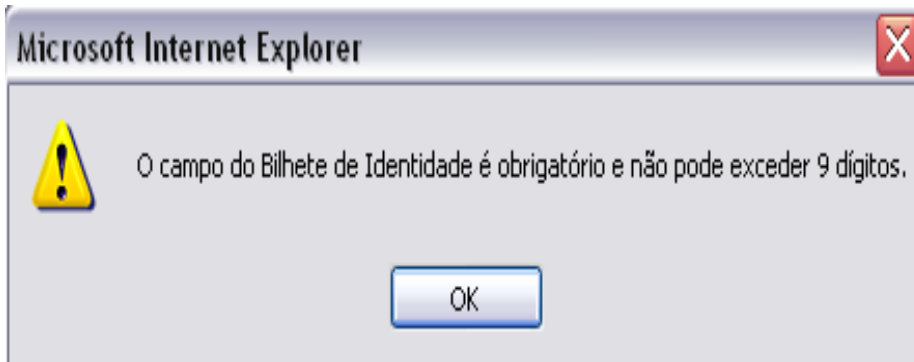 Microsoft Internet Explorer
O campo do Bilhete de Identidade é obrigatório e não pode exceder 9 dígitos.
OK